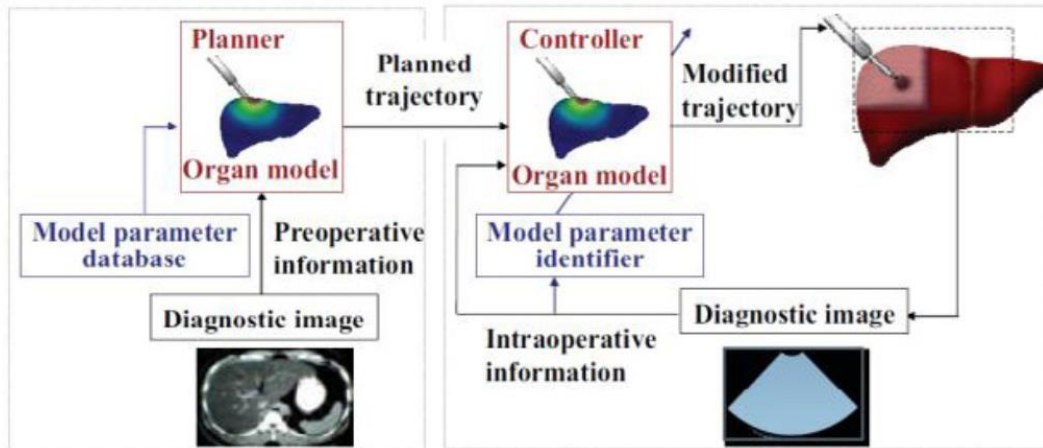 Planner
Organ model
Model parameter
database
Preoperative
information
Diagnostic image
Planned
trajectory
Controller
Organ model
Model parameter
identifier
Modified
trajectory
Intraoperative
information
Diagnostic image